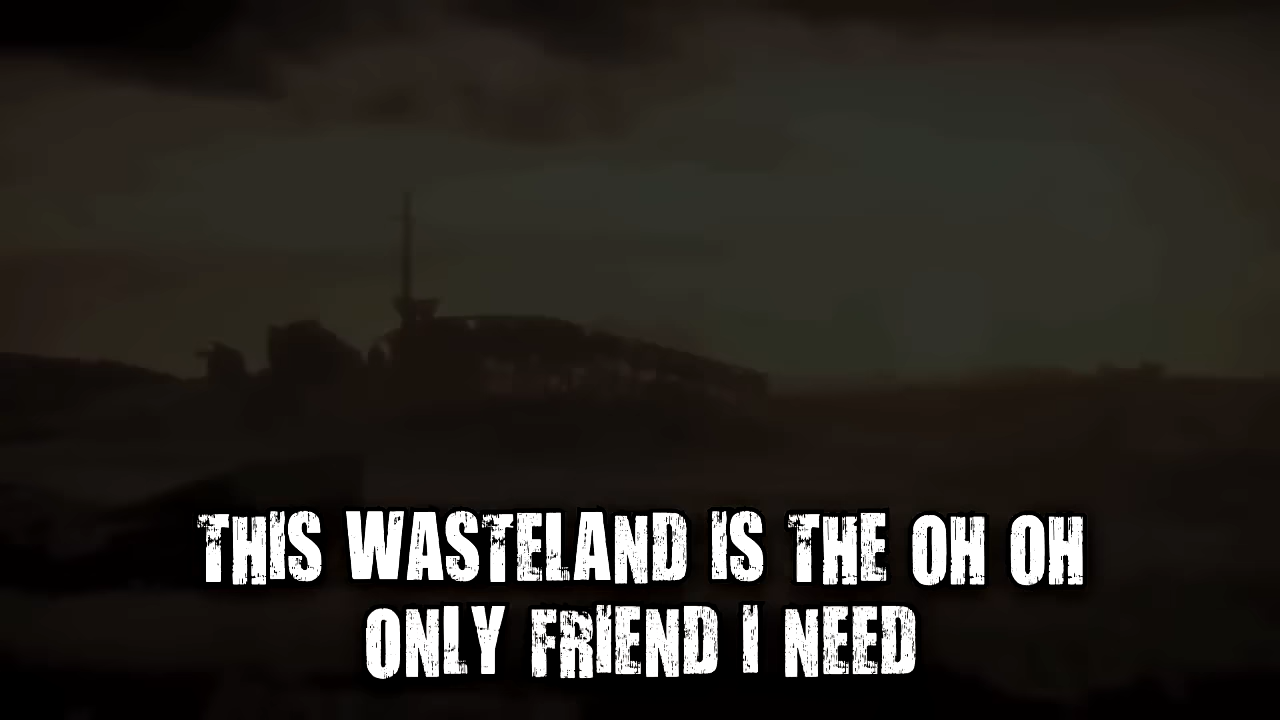 THIS WASTELAND IS THE OH OH
ONLY FRIEND I NEED